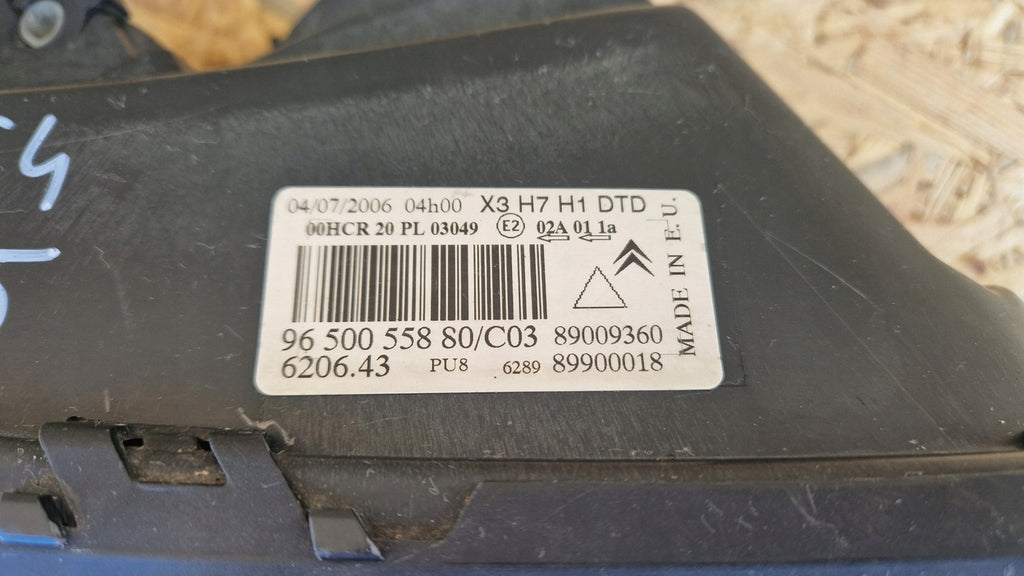 04/07/2006 04h00 X3 H7 H1 DTD
00HCR 20 PL 03049 E2 02A 01 1a
96 500 558 80/C03 89009360
6206.43 PU8 6289 89900018
MADE IN E.U.